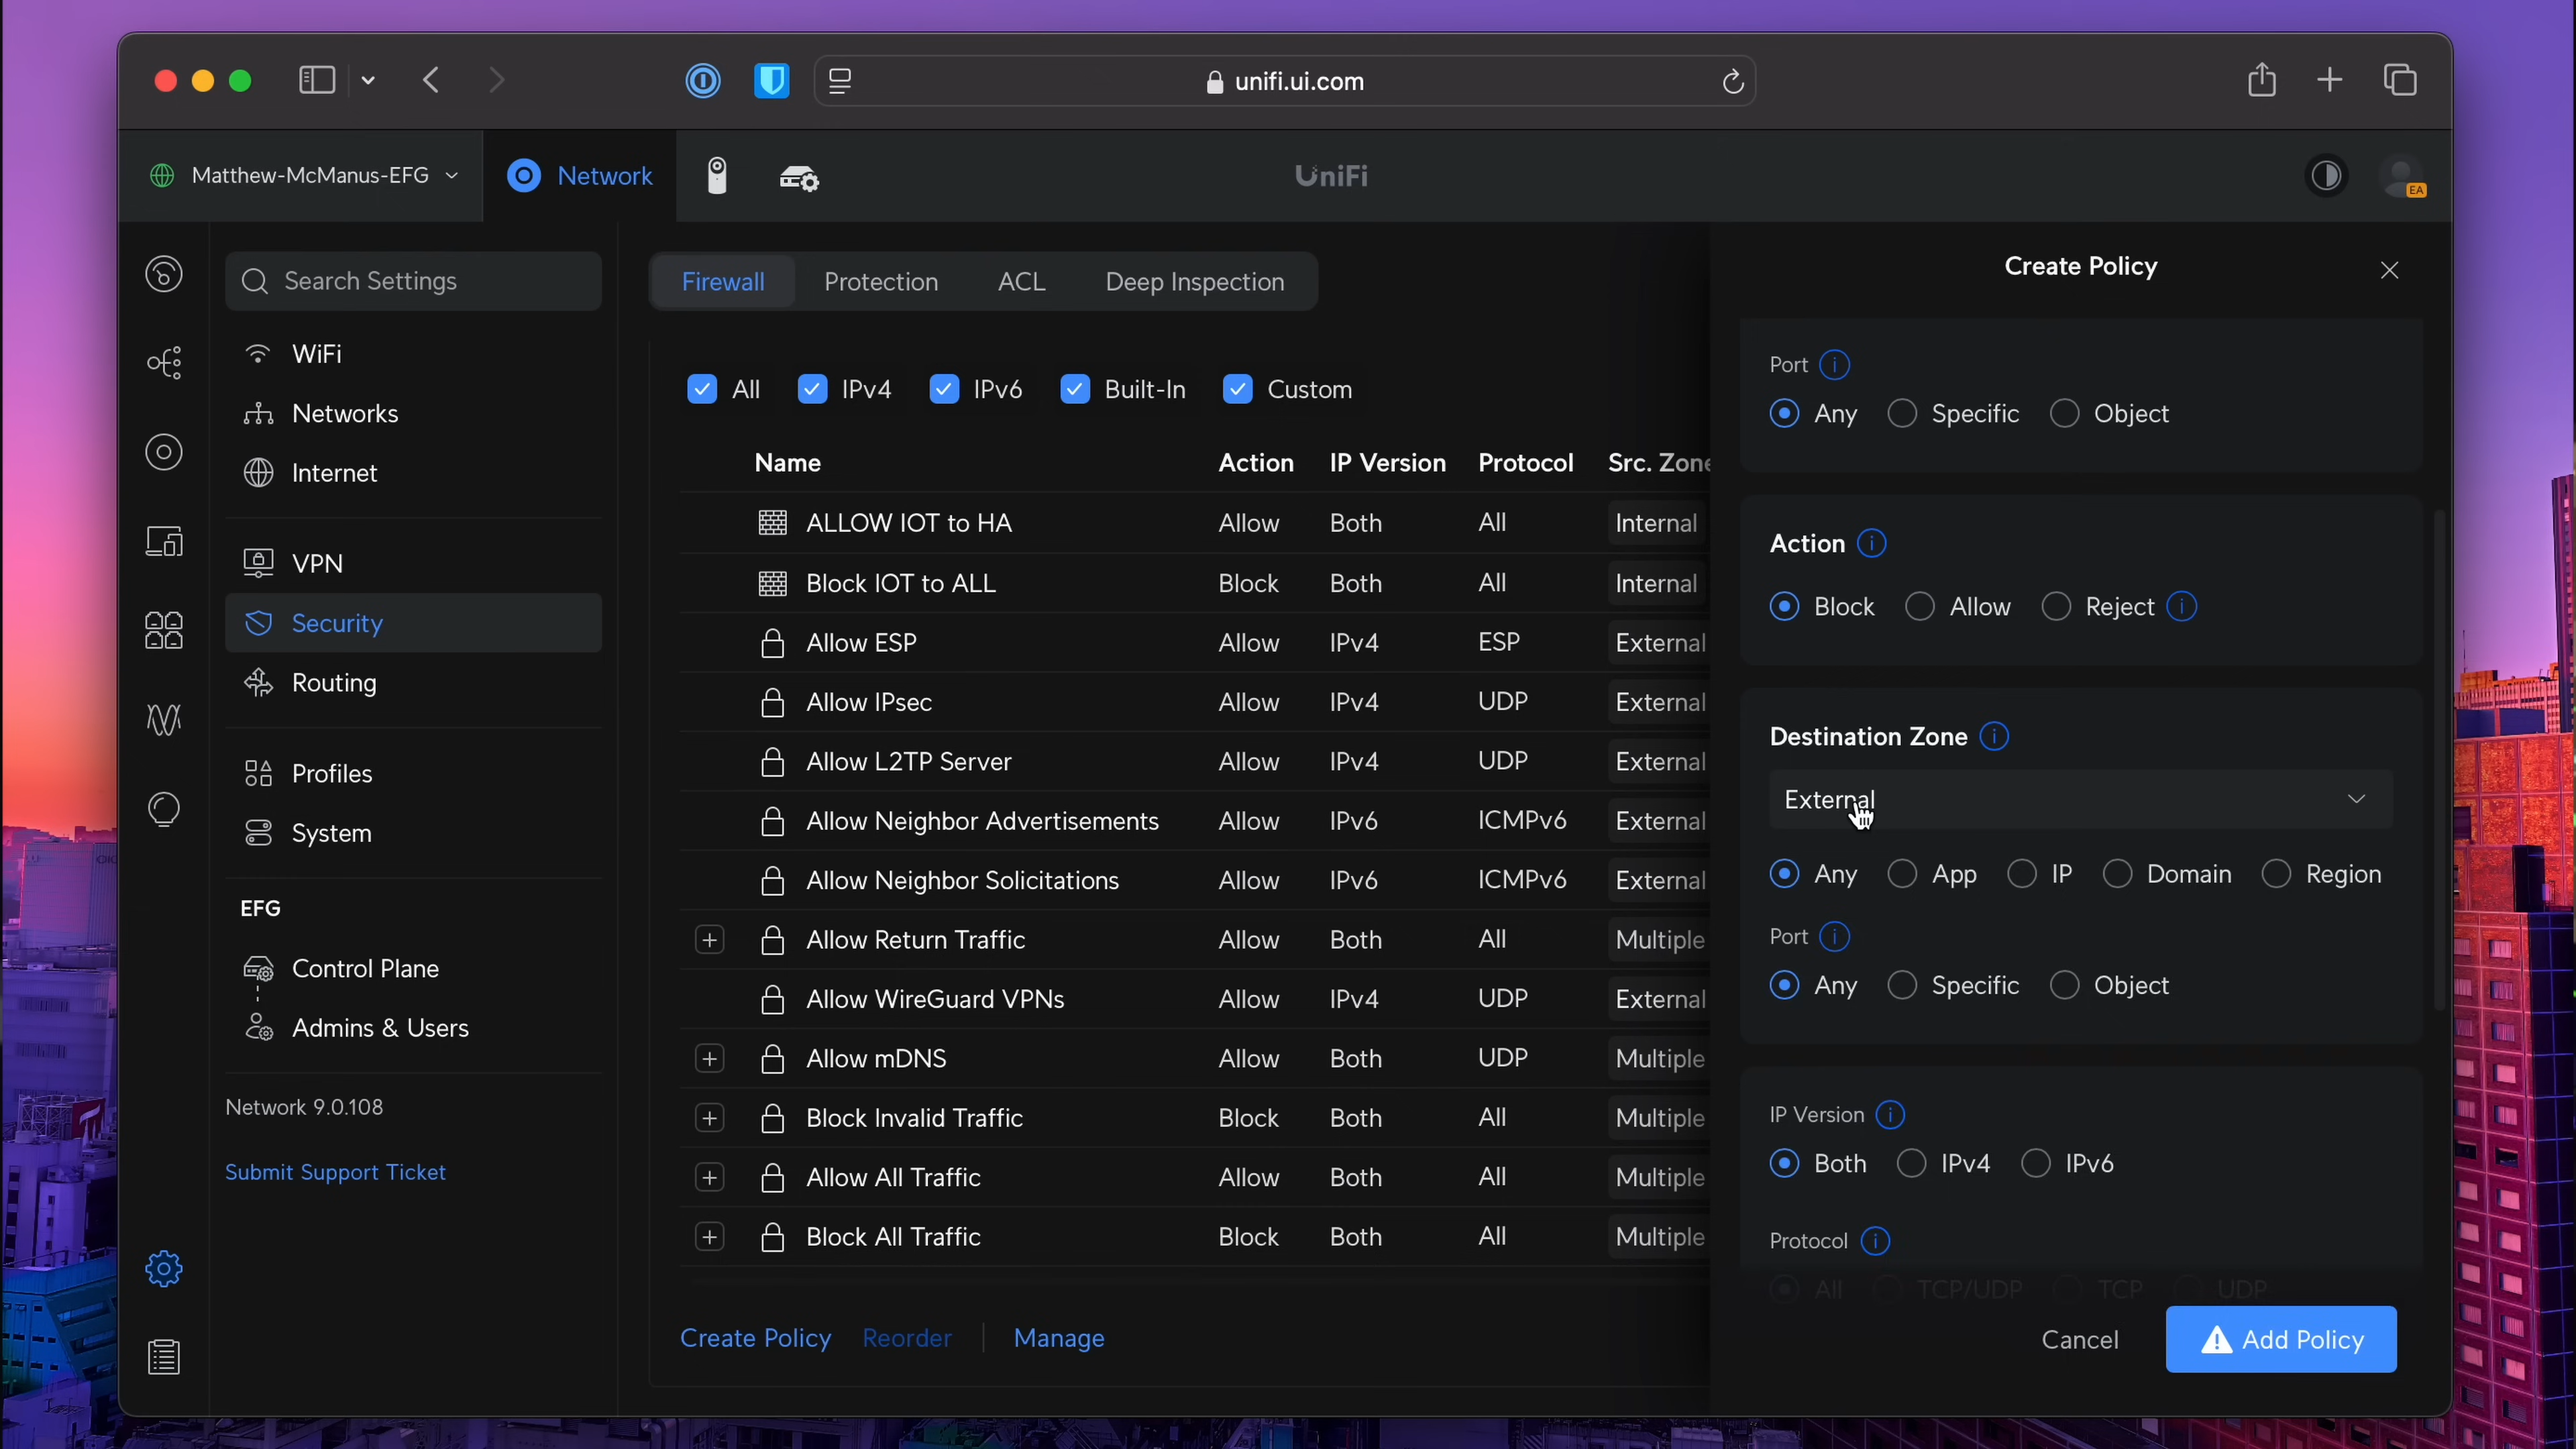 unifi.ui.com
Matthew-McManus-EFG
Network
UniFi
EA
Search Settings
WiFi
Networks
Internet
VPN
Security
Routing
Profiles
System
EFG
Control Plane
Admins & Users
Network 9.0.108
Submit Support Ticket
Firewall Protection ACL Deep Inspection
All IPv4 IPv6 Built-In Custom
Name Action IP Version Protocol Src. Zone
ALLOW IOT to HA Allow Both All Internal
Block IOT to ALL Block Both All Internal
Allow ESP Allow IPv4 ESP External
Allow IPsec Allow IPv4 UDP External
Allow L2TP Server Allow IPv4 UDP External
Allow Neighbor Advertisements Allow IPv6 ICMPv6 External
Allow Neighbor Solicitations Allow IPv6 ICMPv6 External
Allow Return Traffic Allow Both All Multiple
Allow WireGuard VPNs Allow IPv4 UDP External
Allow mDNS Allow Both UDP Multiple
Block Invalid Traffic Block Both All Multiple
Allow All Traffic Allow Both All Multiple
Block All Traffic Block Both All Multiple
Create Policy Reorder Manage
Create Policy
Port
Any Specific Object
Action
Block Allow Reject
Destination Zone
External
Any App IP Domain Region
Port
Any Specific Object
IP Version
Both IPv4 IPv6
Protocol
All TCP/UDP TCP UDP
Cancel Add Policy